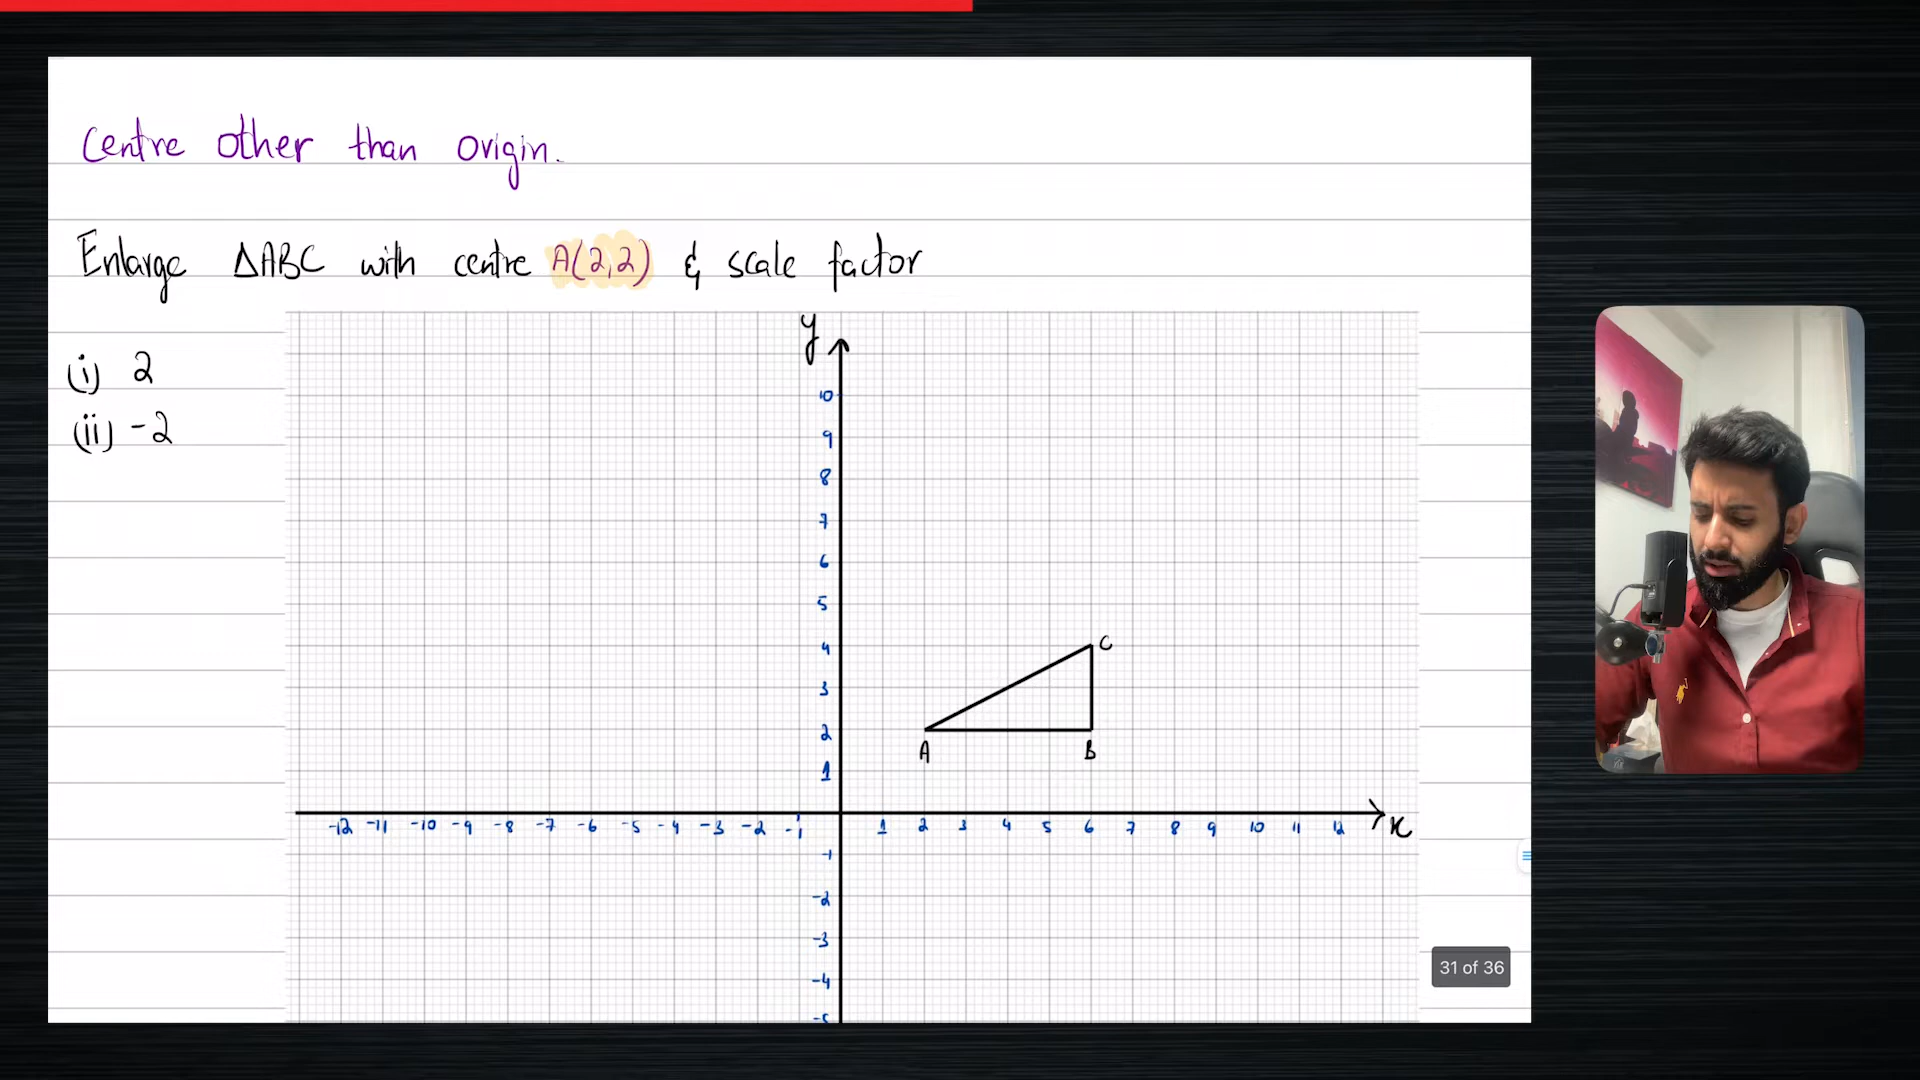 Centre other than origin.
Enlarge ΔABC with centre A(2,2) & scale factor
(i) 2
(ii) -2
y
10
9
8
7
6
5
4
3
2
1
C
A B
-12 -11 -10 -9 -8 -7 -6 -5 -4 -3 -2 -1 1 2 3 4 5 6 7 8 9 10 11 12 x
-1
-2
-3
-4
-5
31 of 36